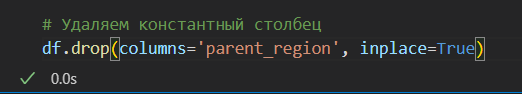 # Удаляем константный столбец
df.drop(columns='parent_region', inplace=True)
0.0s